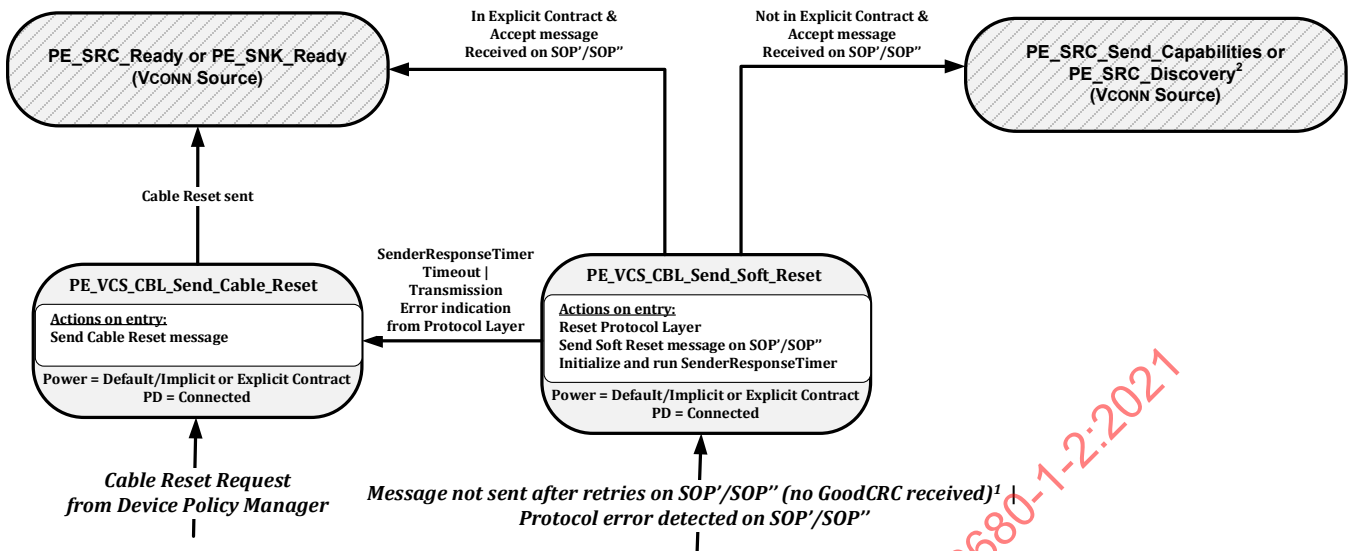 In Explicit Contract &
Accept message
Received on SOP'/SOP''
Not in Explicit Contract &
Accept message
Received on SOP'/SOP''
PE_SRC_Ready or PE_SNK_Ready
(VCONN Source)
PE_SRC_Send_Capabilities or
PE_SRC_Discovery²
(VCONN Source)
Cable Reset sent
SenderResponseTimer
Timeout |
Transmission
Error indication
from Protocol Layer
PE_VCS_CBL_Send_Cable_Reset
Actions on entry:
Send Cable Reset message
Power = Default/Implicit or Explicit Contract
PD = Connected
PE_VCS_CBL_Send_Soft_Reset
Actions on entry:
Reset Protocol Layer
Send Soft Reset message on SOP'/SOP''
Initialize and run SenderResponseTimer
Power = Default/Implicit or Explicit Contract
PD = Connected
Cable Reset Request
from Device Policy Manager
Message not sent after retries on SOP'/SOP'' (no GoodCRC received)¹ |
Protocol error detected on SOP'/SOP''
680-1-2:2021